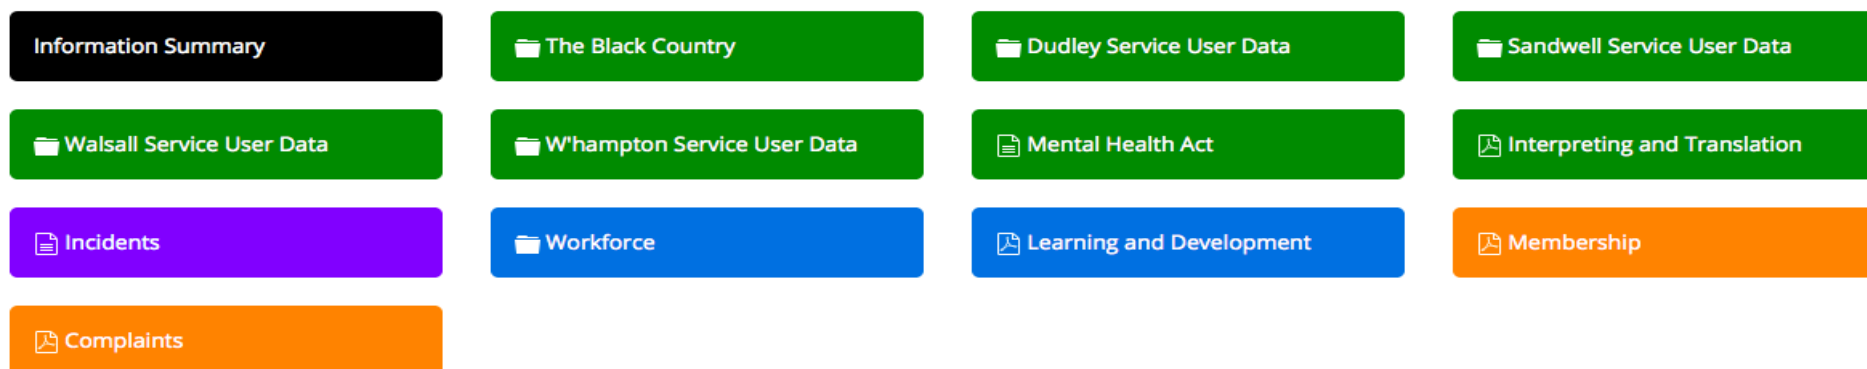 Information Summary
The Black Country
Dudley Service User Data
Sandwell Service User Data
Walsall Service User Data
W'hampton Service User Data
Mental Health Act
Interpreting and Translation
Incidents
Workforce
Learning and Development
Membership
Complaints